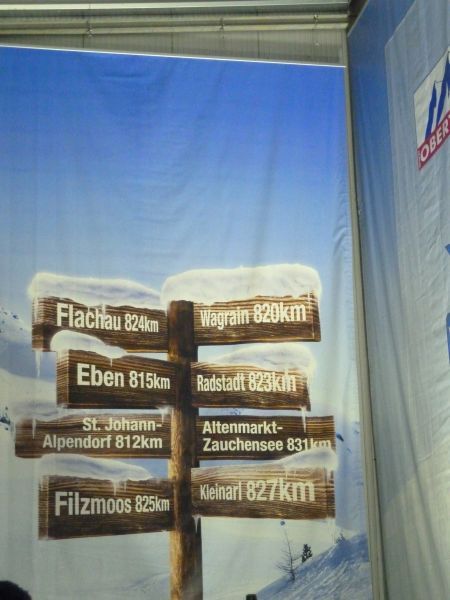 Flachau 824km
Wagrain 820km
Eben 815km
Radstadt 823km
St. Johann-
Alpendorf 812km
Altenmarkt-
Zauchensee 831km
Filzmoos 825km
Kleinarl 827km